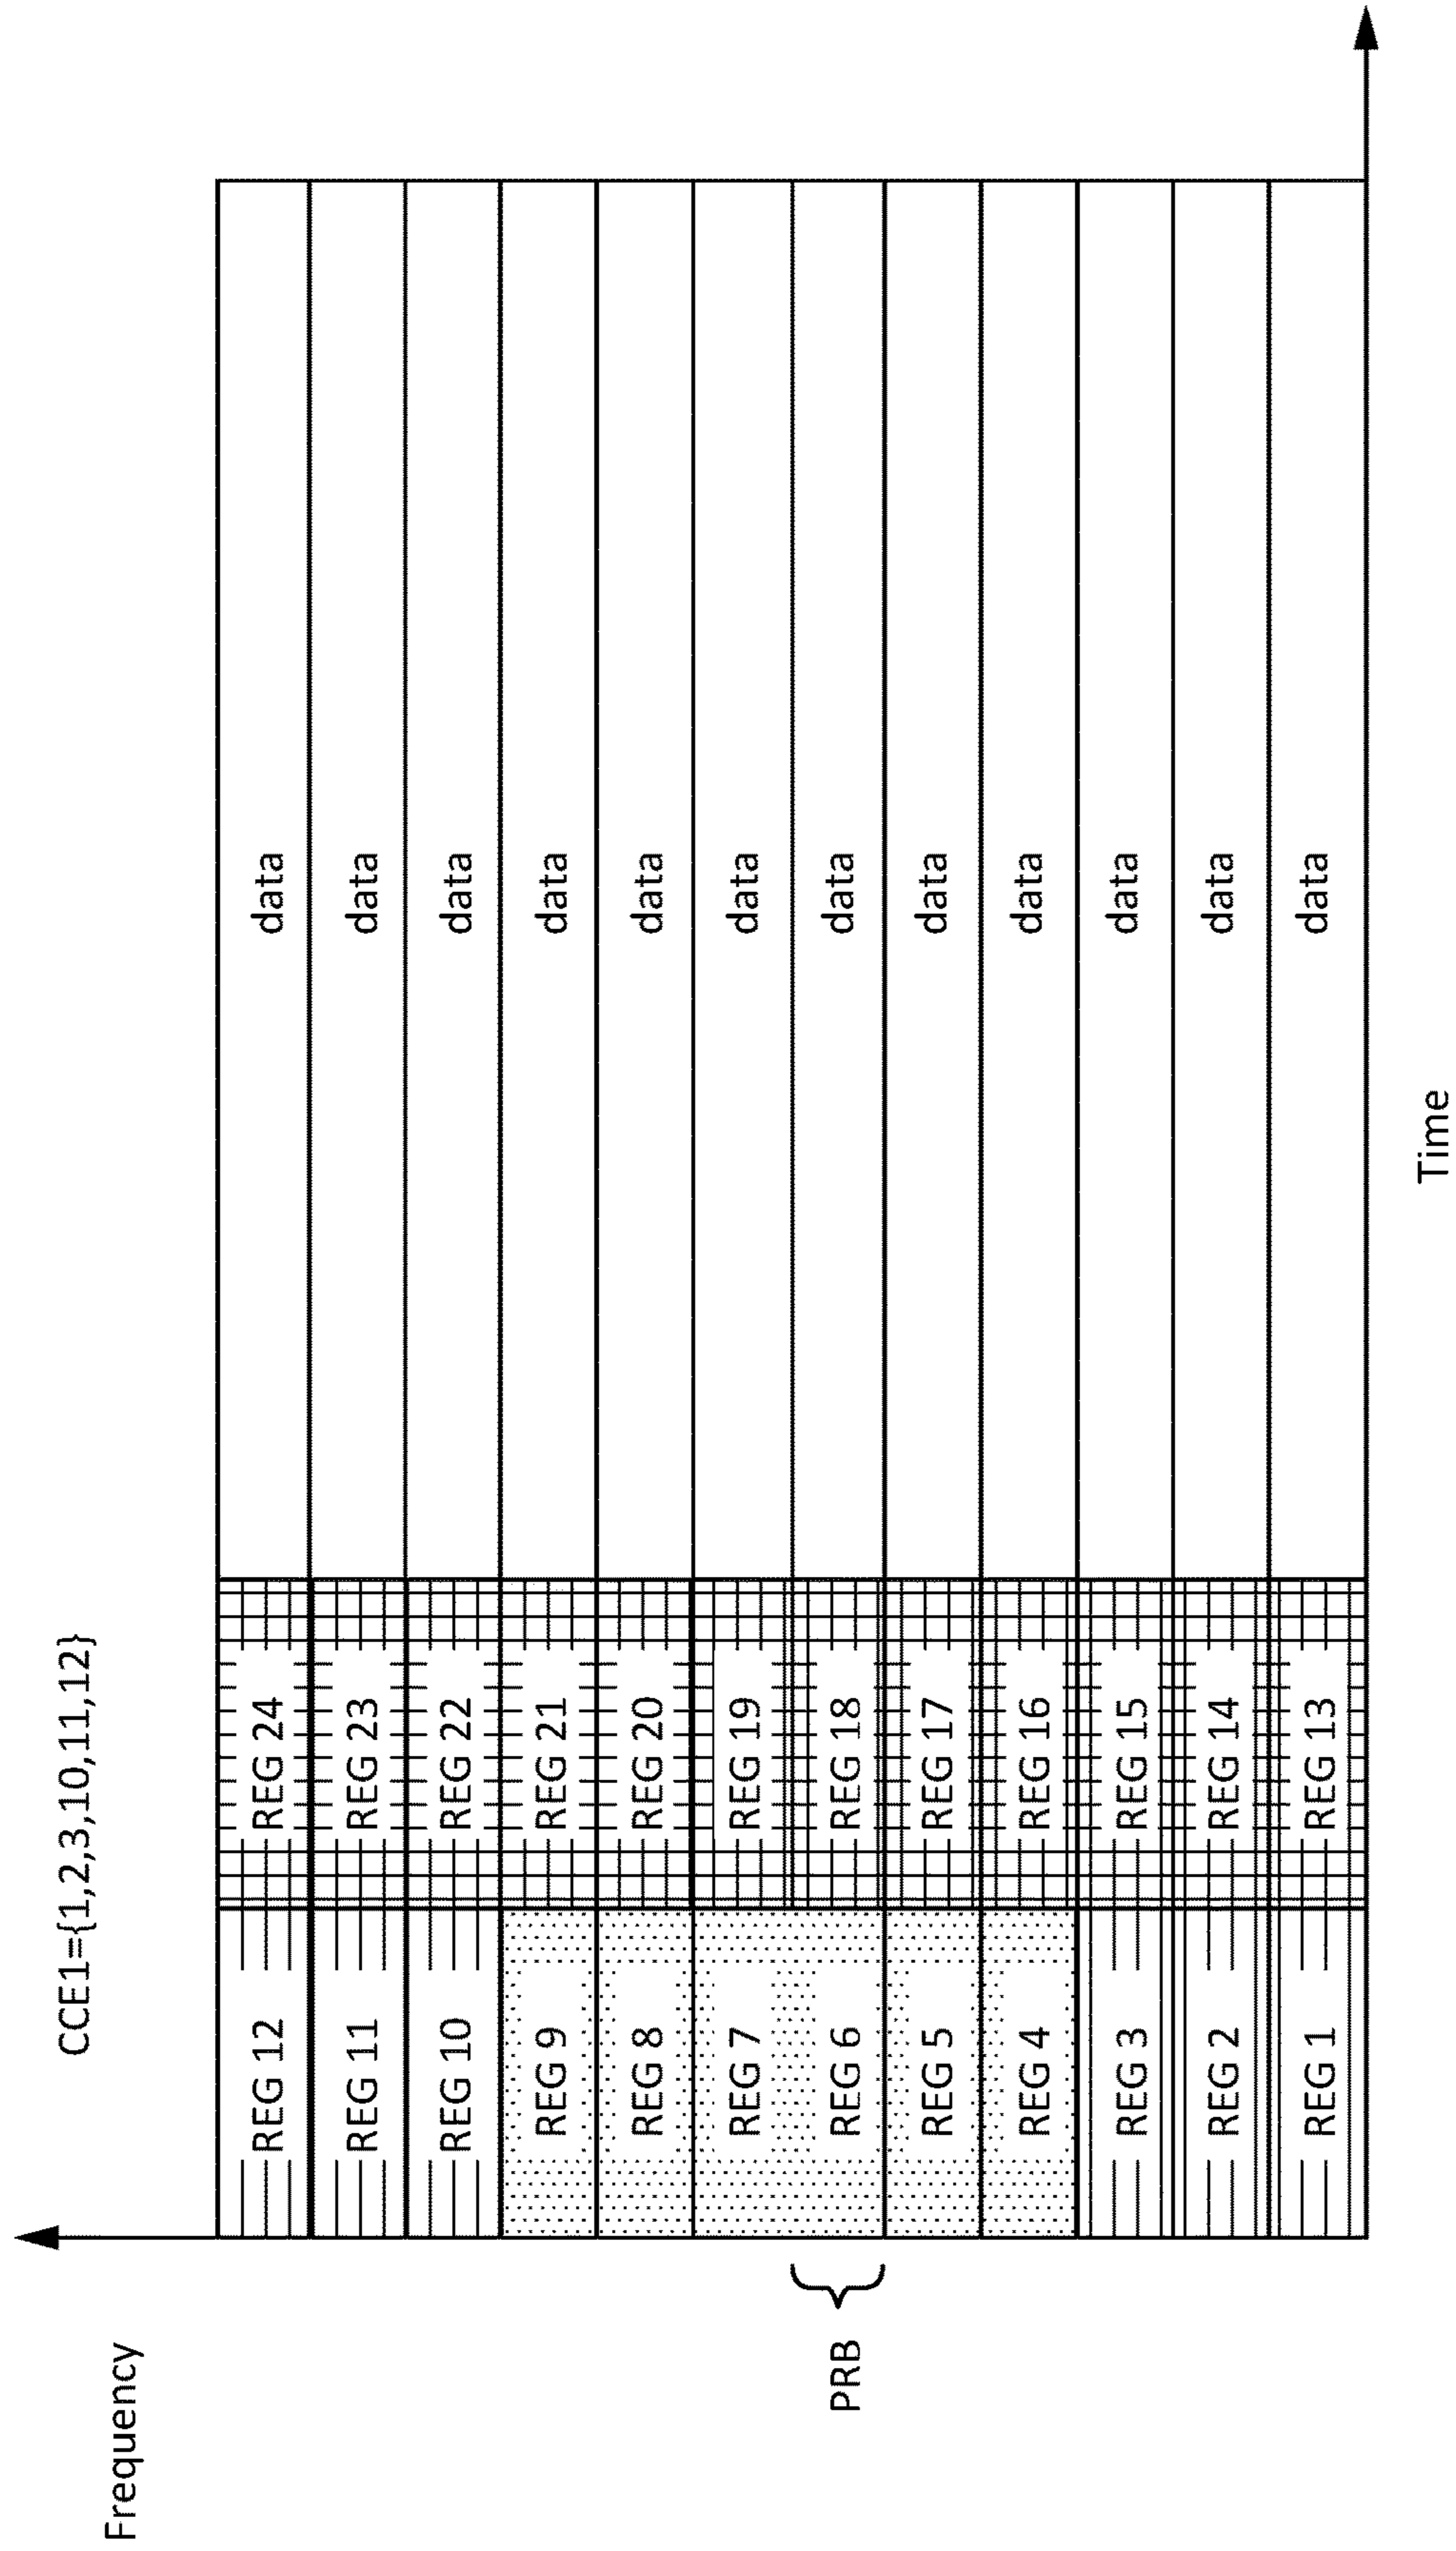 CCE1={1,2,3,10,11,12}
Frequency
REG 12 REG 24 data
REG 11 REG 23 data
REG 10 REG 22 data
REG 9 REG 21 data
REG 8 REG 20 data
REG 7 REG 19 data
PRB REG 6 REG 18 data
REG 5 REG 17 data
REG 4 REG 16 data
REG 3 REG 15 data
REG 2 REG 14 data
REG 1 REG 13 data
Time